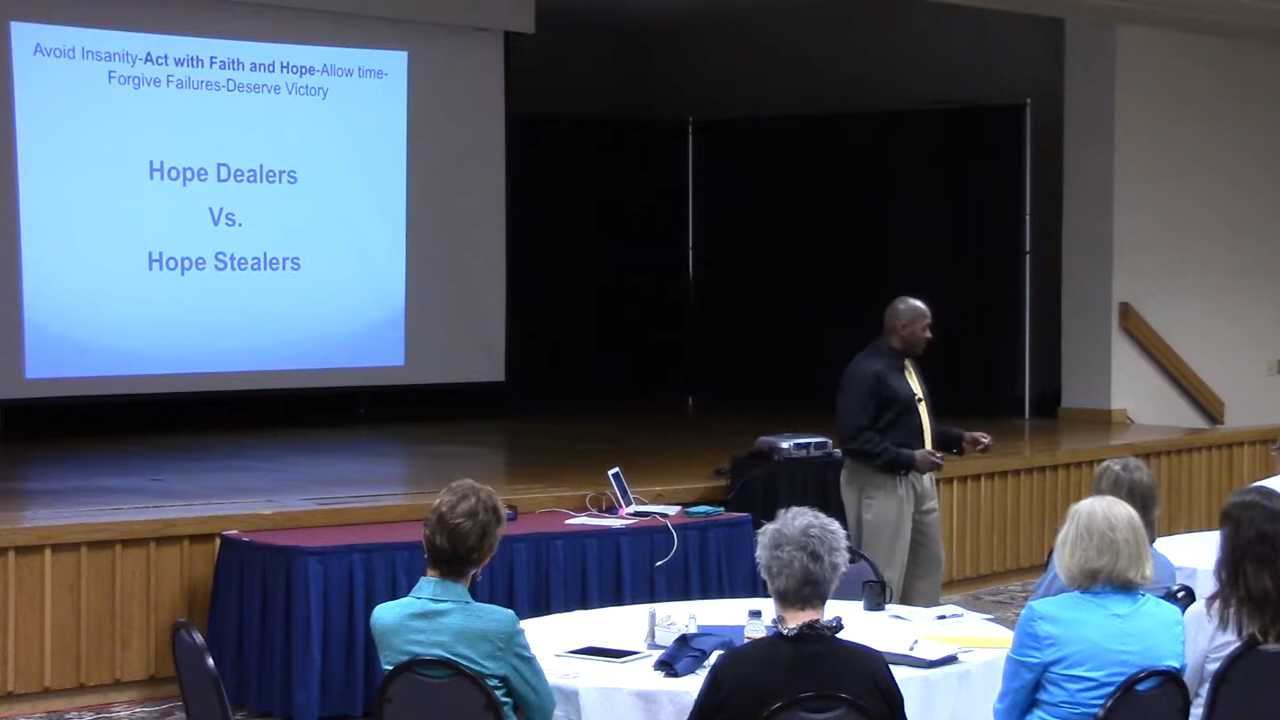 Avoid Insanity-Act with Faith and Hope-Allow time-
Forgive Failures-Deserve Victory
Hope Dealers
Vs.
Hope Stealers